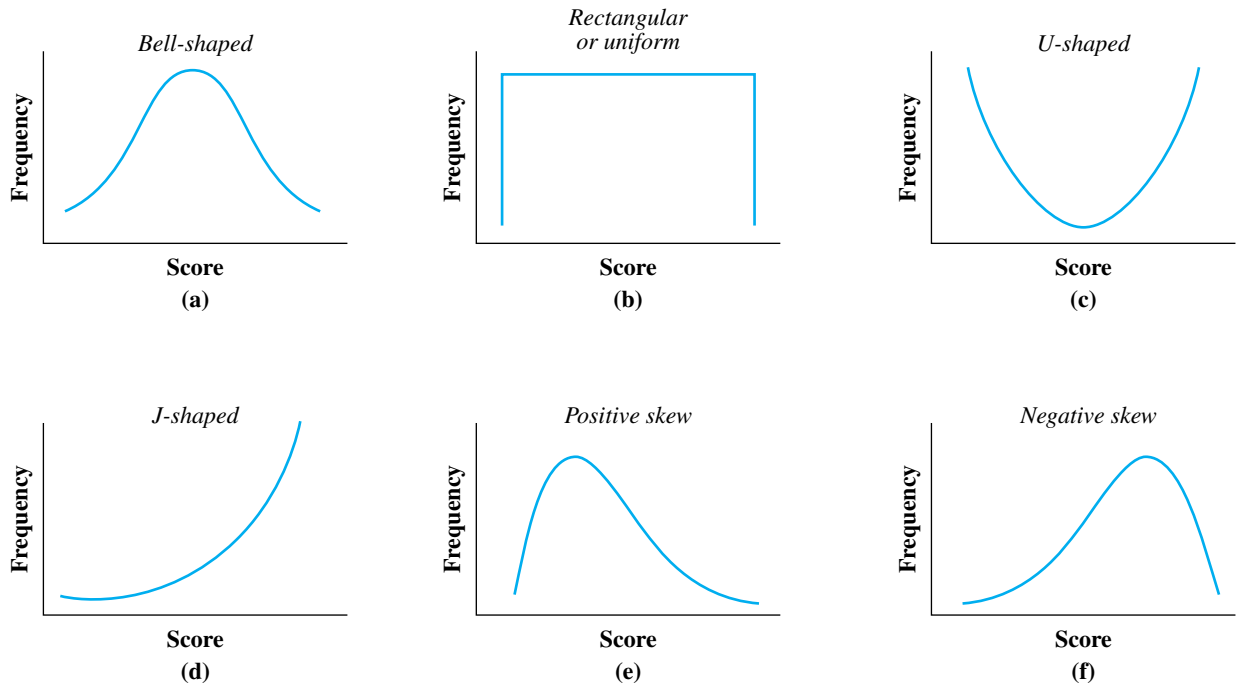 Bell-shaped
Frequency
Score
(a)
Rectangular
or uniform
Frequency
Score
(b)
U-shaped
Frequency
Score
(c)
J-shaped
Frequency
Score
(d)
Positive skew
Frequency
Score
(e)
Negative skew
Frequency
Score
(f)